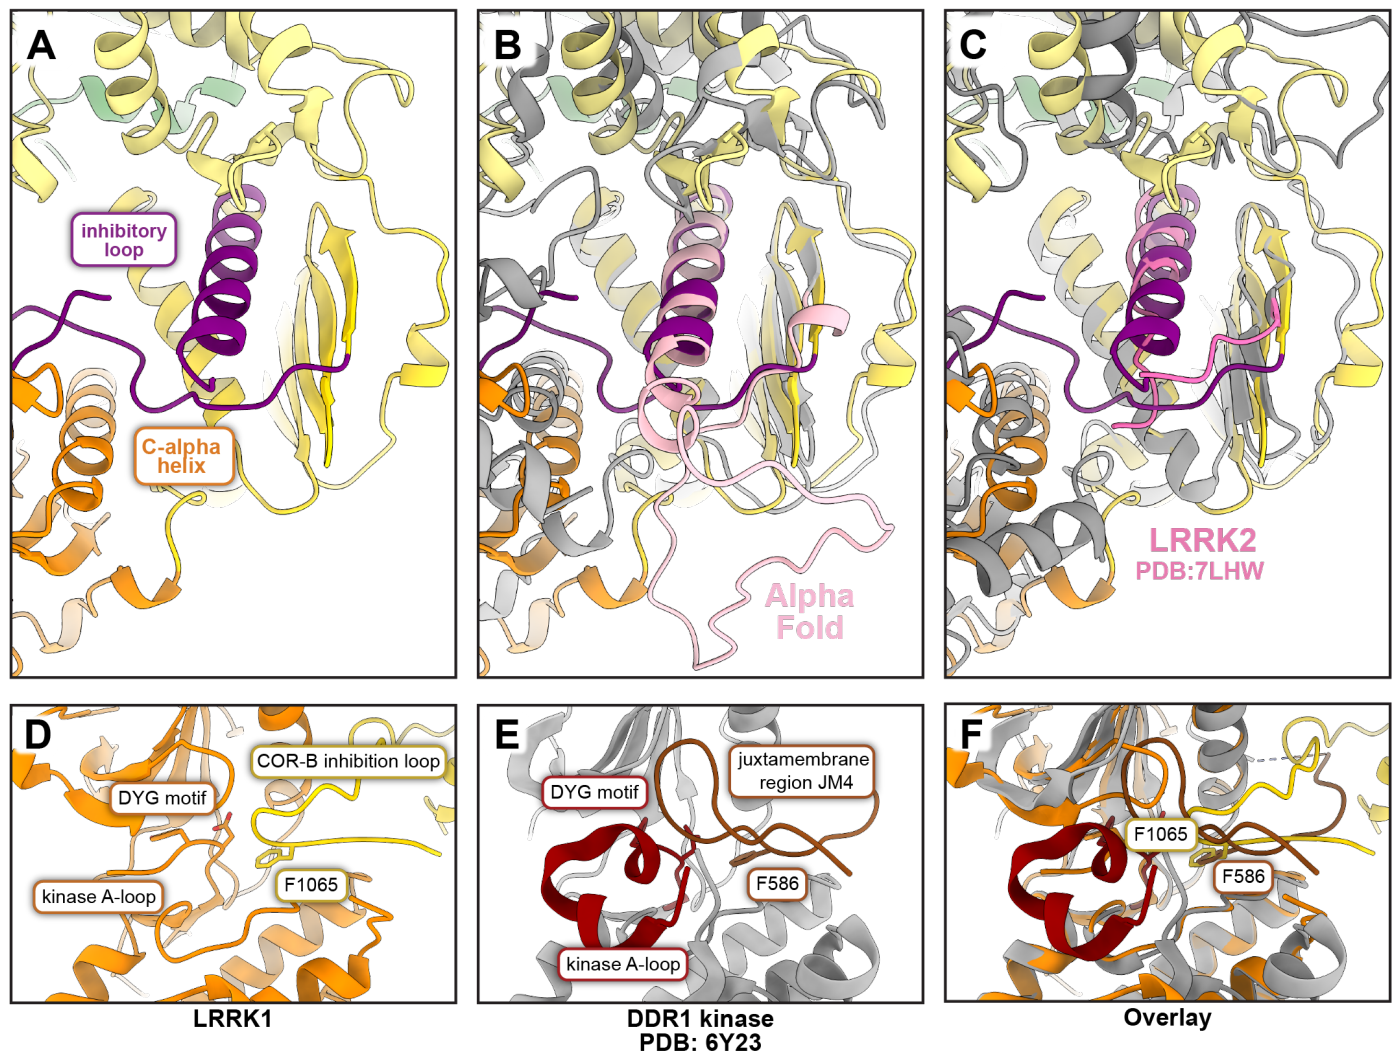 A
B
C
inhibitory
loop
C-alpha
helix
Alpha
Fold
LRRK2
PDB:7LHW
D
COR-B inhibition loop
DYG motif
kinase A-loop
F1065
E
juxtamembrane
region JM4
DYG motif
F586
kinase A-loop
F
F1065
F586
LRRK1
DDR1 kinase
PDB: 6Y23
Overlay